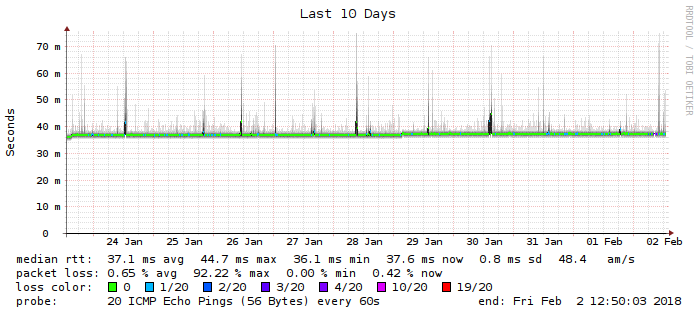 Last 10 Days
RRDTOOL / TOBI OETIKER
Seconds
70 m
60 m
50 m
40 m
30 m
20 m
10 m
0
24 Jan 25 Jan 26 Jan 27 Jan 28 Jan 29 Jan 30 Jan 31 Jan 01 Feb 02 Feb
median rtt: 37.1 ms avg 44.7 ms max 36.1 ms min 37.6 ms now 0.8 ms sd 48.4 am/s
packet loss: 0.65 % avg 92.22 % max 0.00 % min 0.42 % now
loss color: 0 1/20 2/20 3/20 4/20 10/20 19/20
probe: 20 ICMP Echo Pings (56 Bytes) every 60s end: Fri Feb 2 12:50:03 2018